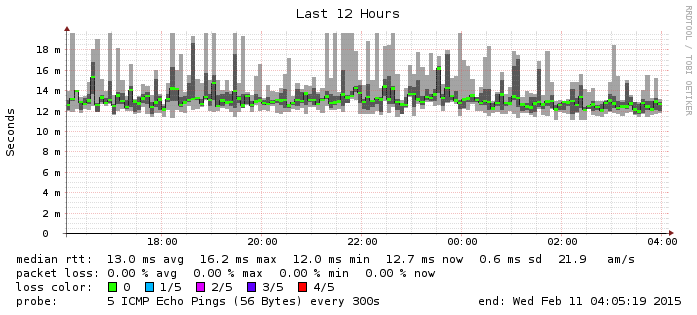 Last 12 Hours
RRDTOOL / TOBI OETIKER
Seconds
18 m
16 m
14 m
12 m
10 m
8 m
6 m
4 m
2 m
0
18:00 20:00 22:00 00:00 02:00 04:00
median rtt: 13.0 ms avg 16.2 ms max 12.0 ms min 12.7 ms now 0.6 ms sd 21.9 am/s
packet loss: 0.00 % avg 0.00 % max 0.00 % min 0.00 % now
loss color: 0 1/5 2/5 3/5 4/5
probe: 5 ICMP Echo Pings (56 Bytes) every 300s end: Wed Feb 11 04:05:19 2015